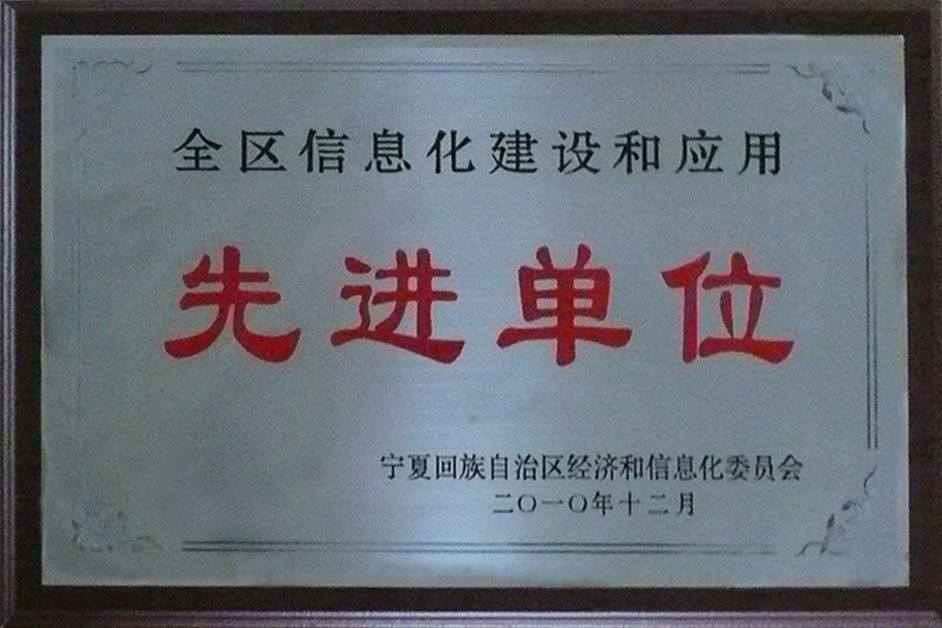 全区信息化建设和应用
先进单位
宁夏回族自治区经济和信息化委员会
二〇一〇年十二月